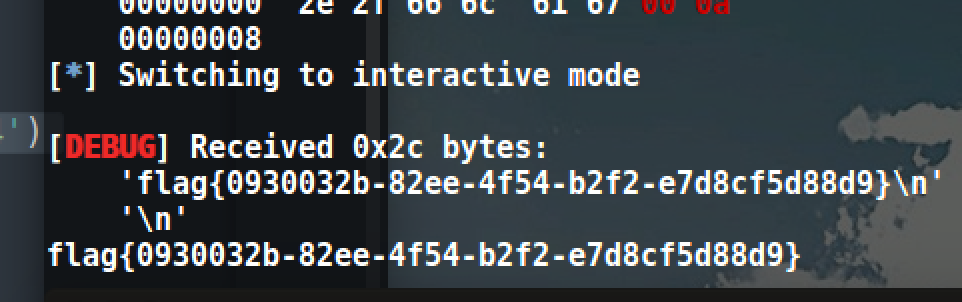 00000000  2e 2f 66 6c  61 67 00 0a
00000008
[*] Switching to interactive mode
')
[DEBUG] Received 0x2c bytes:
'flag{0930032b-82ee-4f54-b2f2-e7d8cf5d88d9}\n'
'\n'
flag{0930032b-82ee-4f54-b2f2-e7d8cf5d88d9}